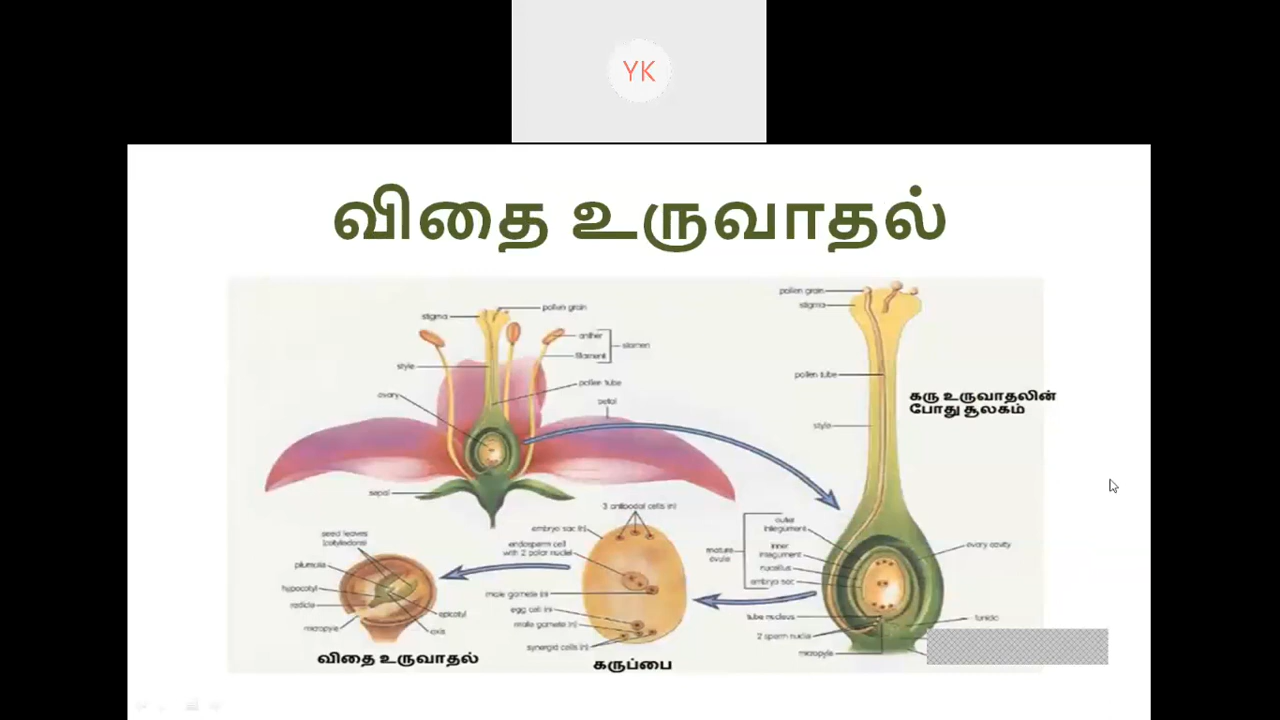 YK
விதை உருவாதல்
pollen grain
stigma
anther
filament
stamen
style
pollen tube
ovary
petal
sepal
pollen grain
stigma
pollen tube
கரு உருவாதலின்
போது சூலகம்
style
3 antipodal cells (n)
embryo sac (n)
endosperm cell
with 2 polar nuclei
male gamete (n)
egg cell (n)
male gamete (n)
synergid cells (n)
கருப்பை
seed leaves
(cotyledons)
plumule
hypocotyl
radicle
micropyle
epicotyl
axis
விதை உருவாதல்
mature
ovule
outer
integument
inner
integument
nucellus
embryo sac
ovary cavity
tube nucleus
2 sperm nuclei
micropyle
funicle